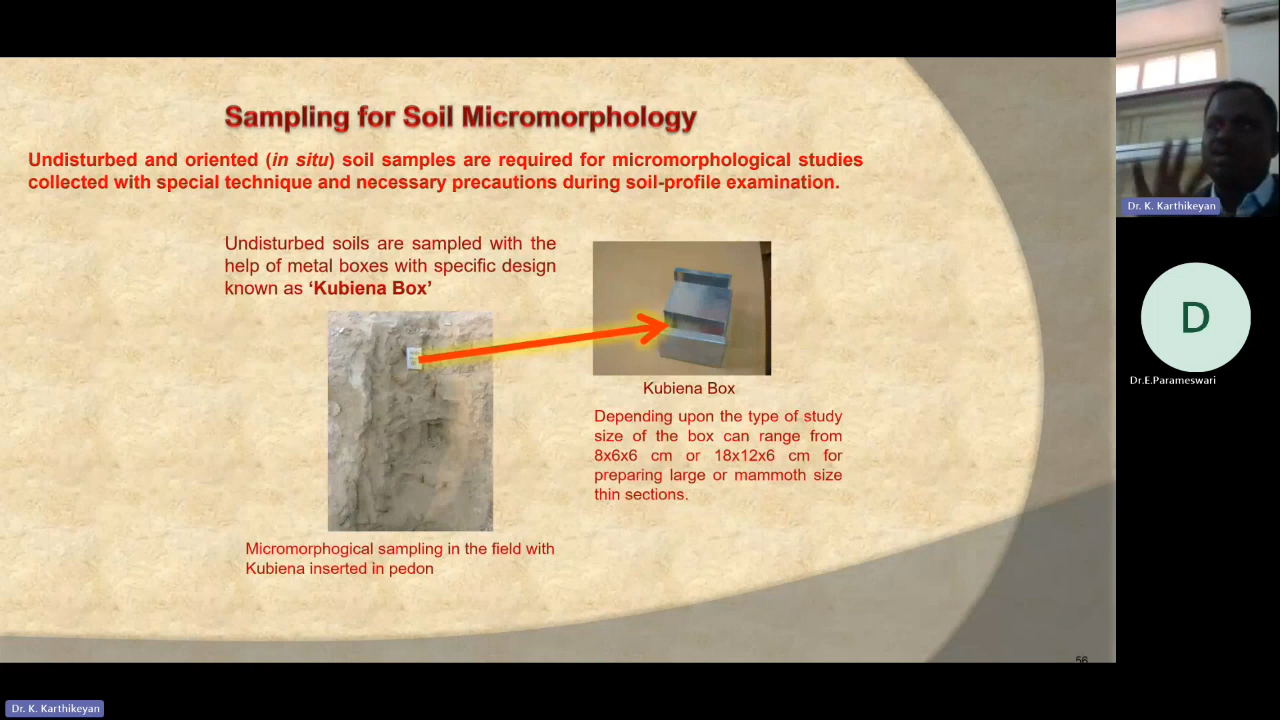 Sampling for Soil Micromorphology
Undisturbed and oriented (in situ) soil samples are required for micromorphological studies
collected with special technique and necessary precautions during soil-profile examination.
Undisturbed soils are sampled with the
help of metal boxes with specific design
known as ‘Kubiena Box’
Kubiena Box
Depending upon the type of study
size of the box can range from
8x6x6 cm or 18x12x6 cm for
preparing large or mammoth size
thin sections.
Micromorphogical sampling in the field with
Kubiena inserted in pedon
56
Dr. K. Karthikeyan
D
Dr.E.Parameswari
Dr. K. Karthikeyan